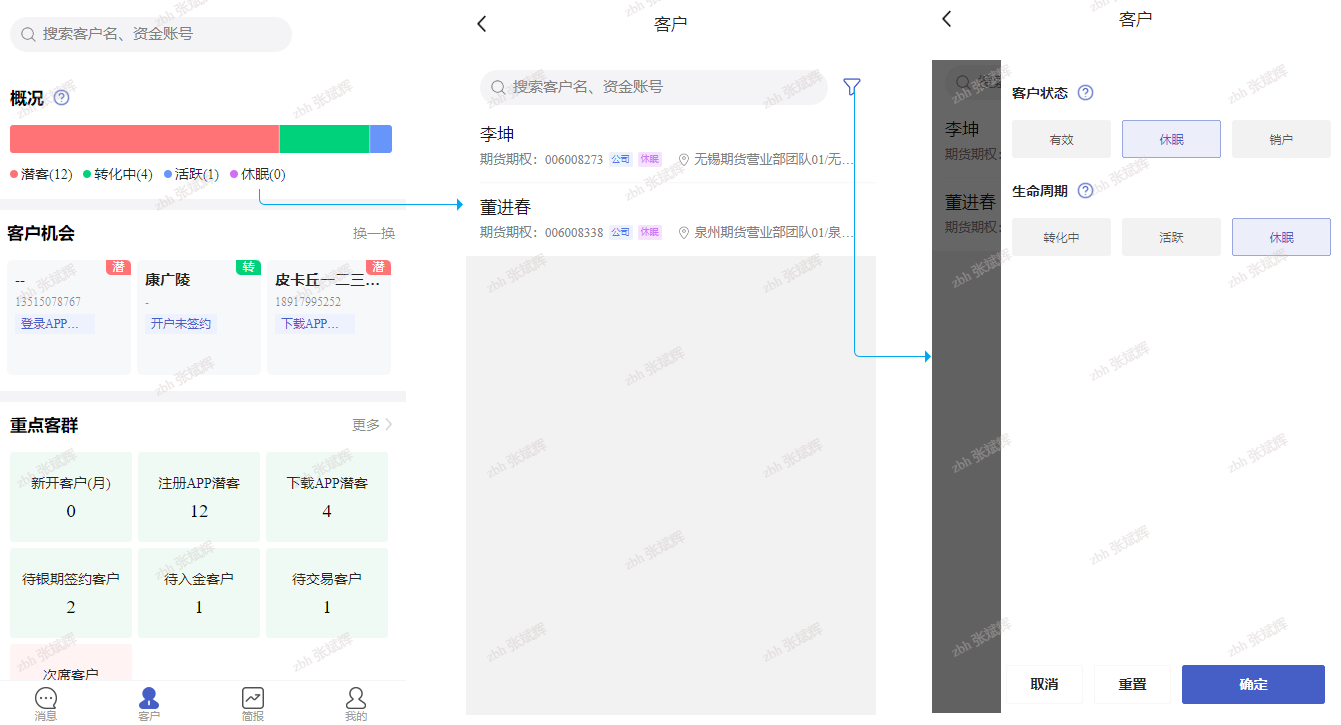 搜索客户名、资金账号
概况
潜客(12) 转化中(4) 活跃(1) 休眠(0)
客户机会 换一换
潜 转 潜
-- 康广陵 皮卡丘一二三...
13515078767 - 18917995252
登录APP... 开户未签约 下载APP...
重点客群 更多
新开客户(月) 注册APP潜客 下载APP潜客
0 12 4
待银期签约客户 待入金客户 待交易客户
2 1 1
次席客户
消息 客户 简报 我的
客户
搜索客户名、资金账号
李坤
期货期权: 006008273 公司 休眠 无锡期货营业部团队01/无...
董进春
期货期权: 006008338 公司 休眠 泉州期货营业部团队01/泉...
客户
搜索
李坤
期货期权:
董进春
期货期权:
客户状态
有效 休眠 销户
生命周期
转化中 活跃 休眠
取消 重置 确定
zbh 张斌辉